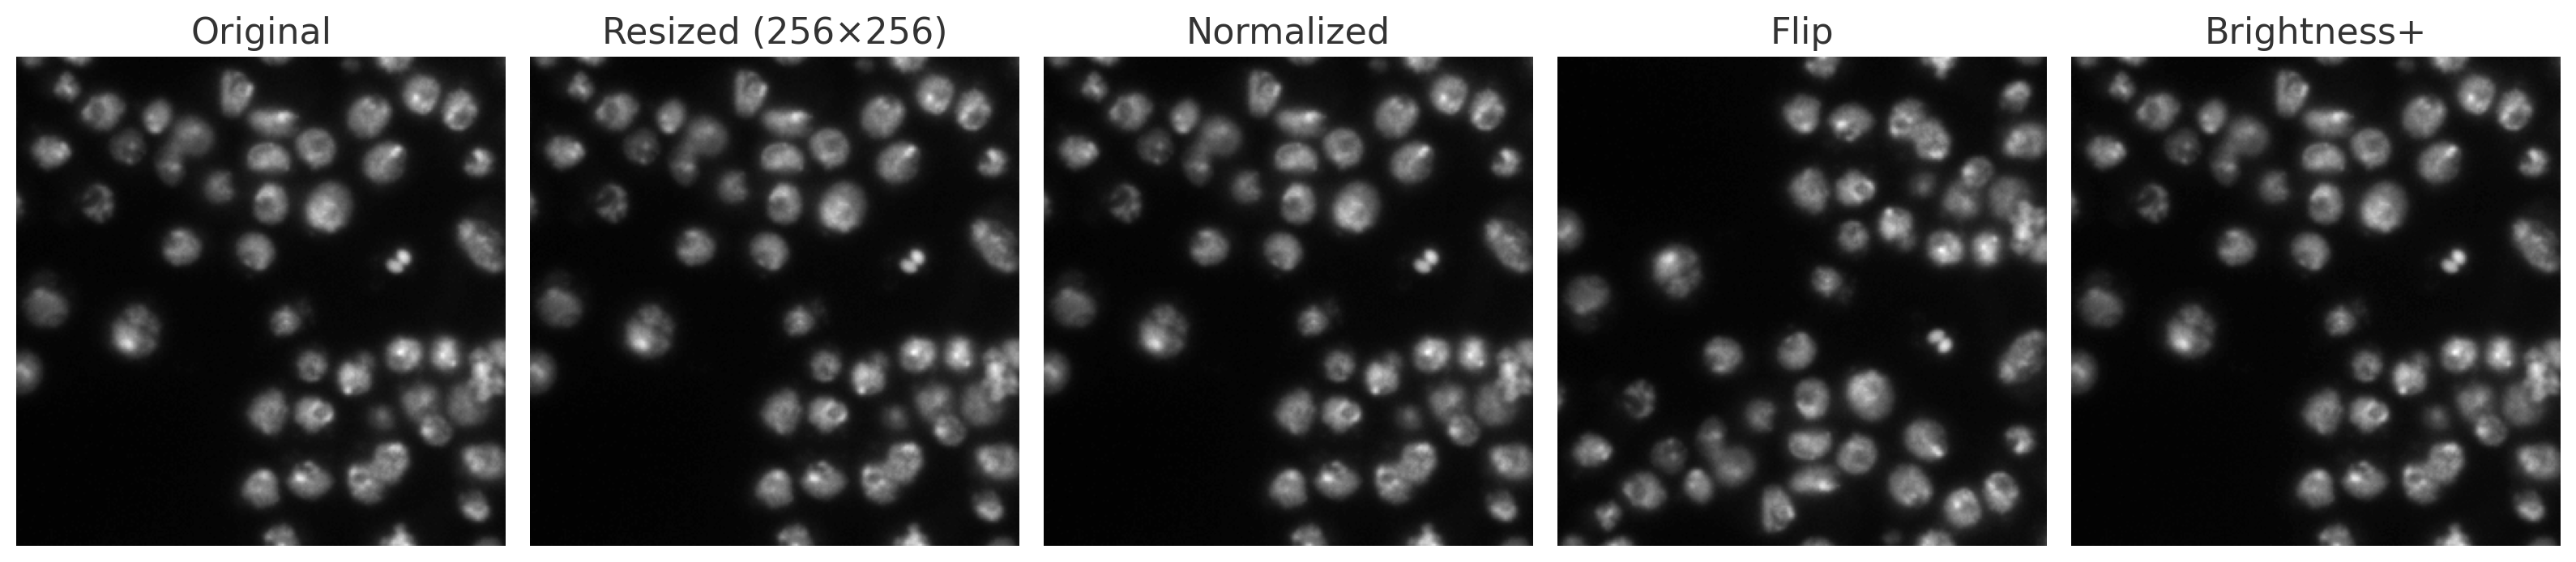 Original
Resized (256×256)
Normalized
Flip
Brightness+